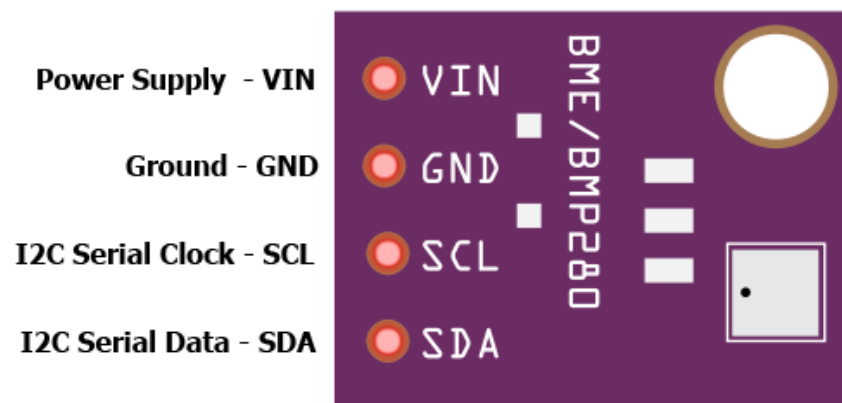 Power Supply - VIN
VIN
Ground - GND
GND
I2C Serial Clock - SCL
SCL
I2C Serial Data - SDA
SDA
BME/BMP280